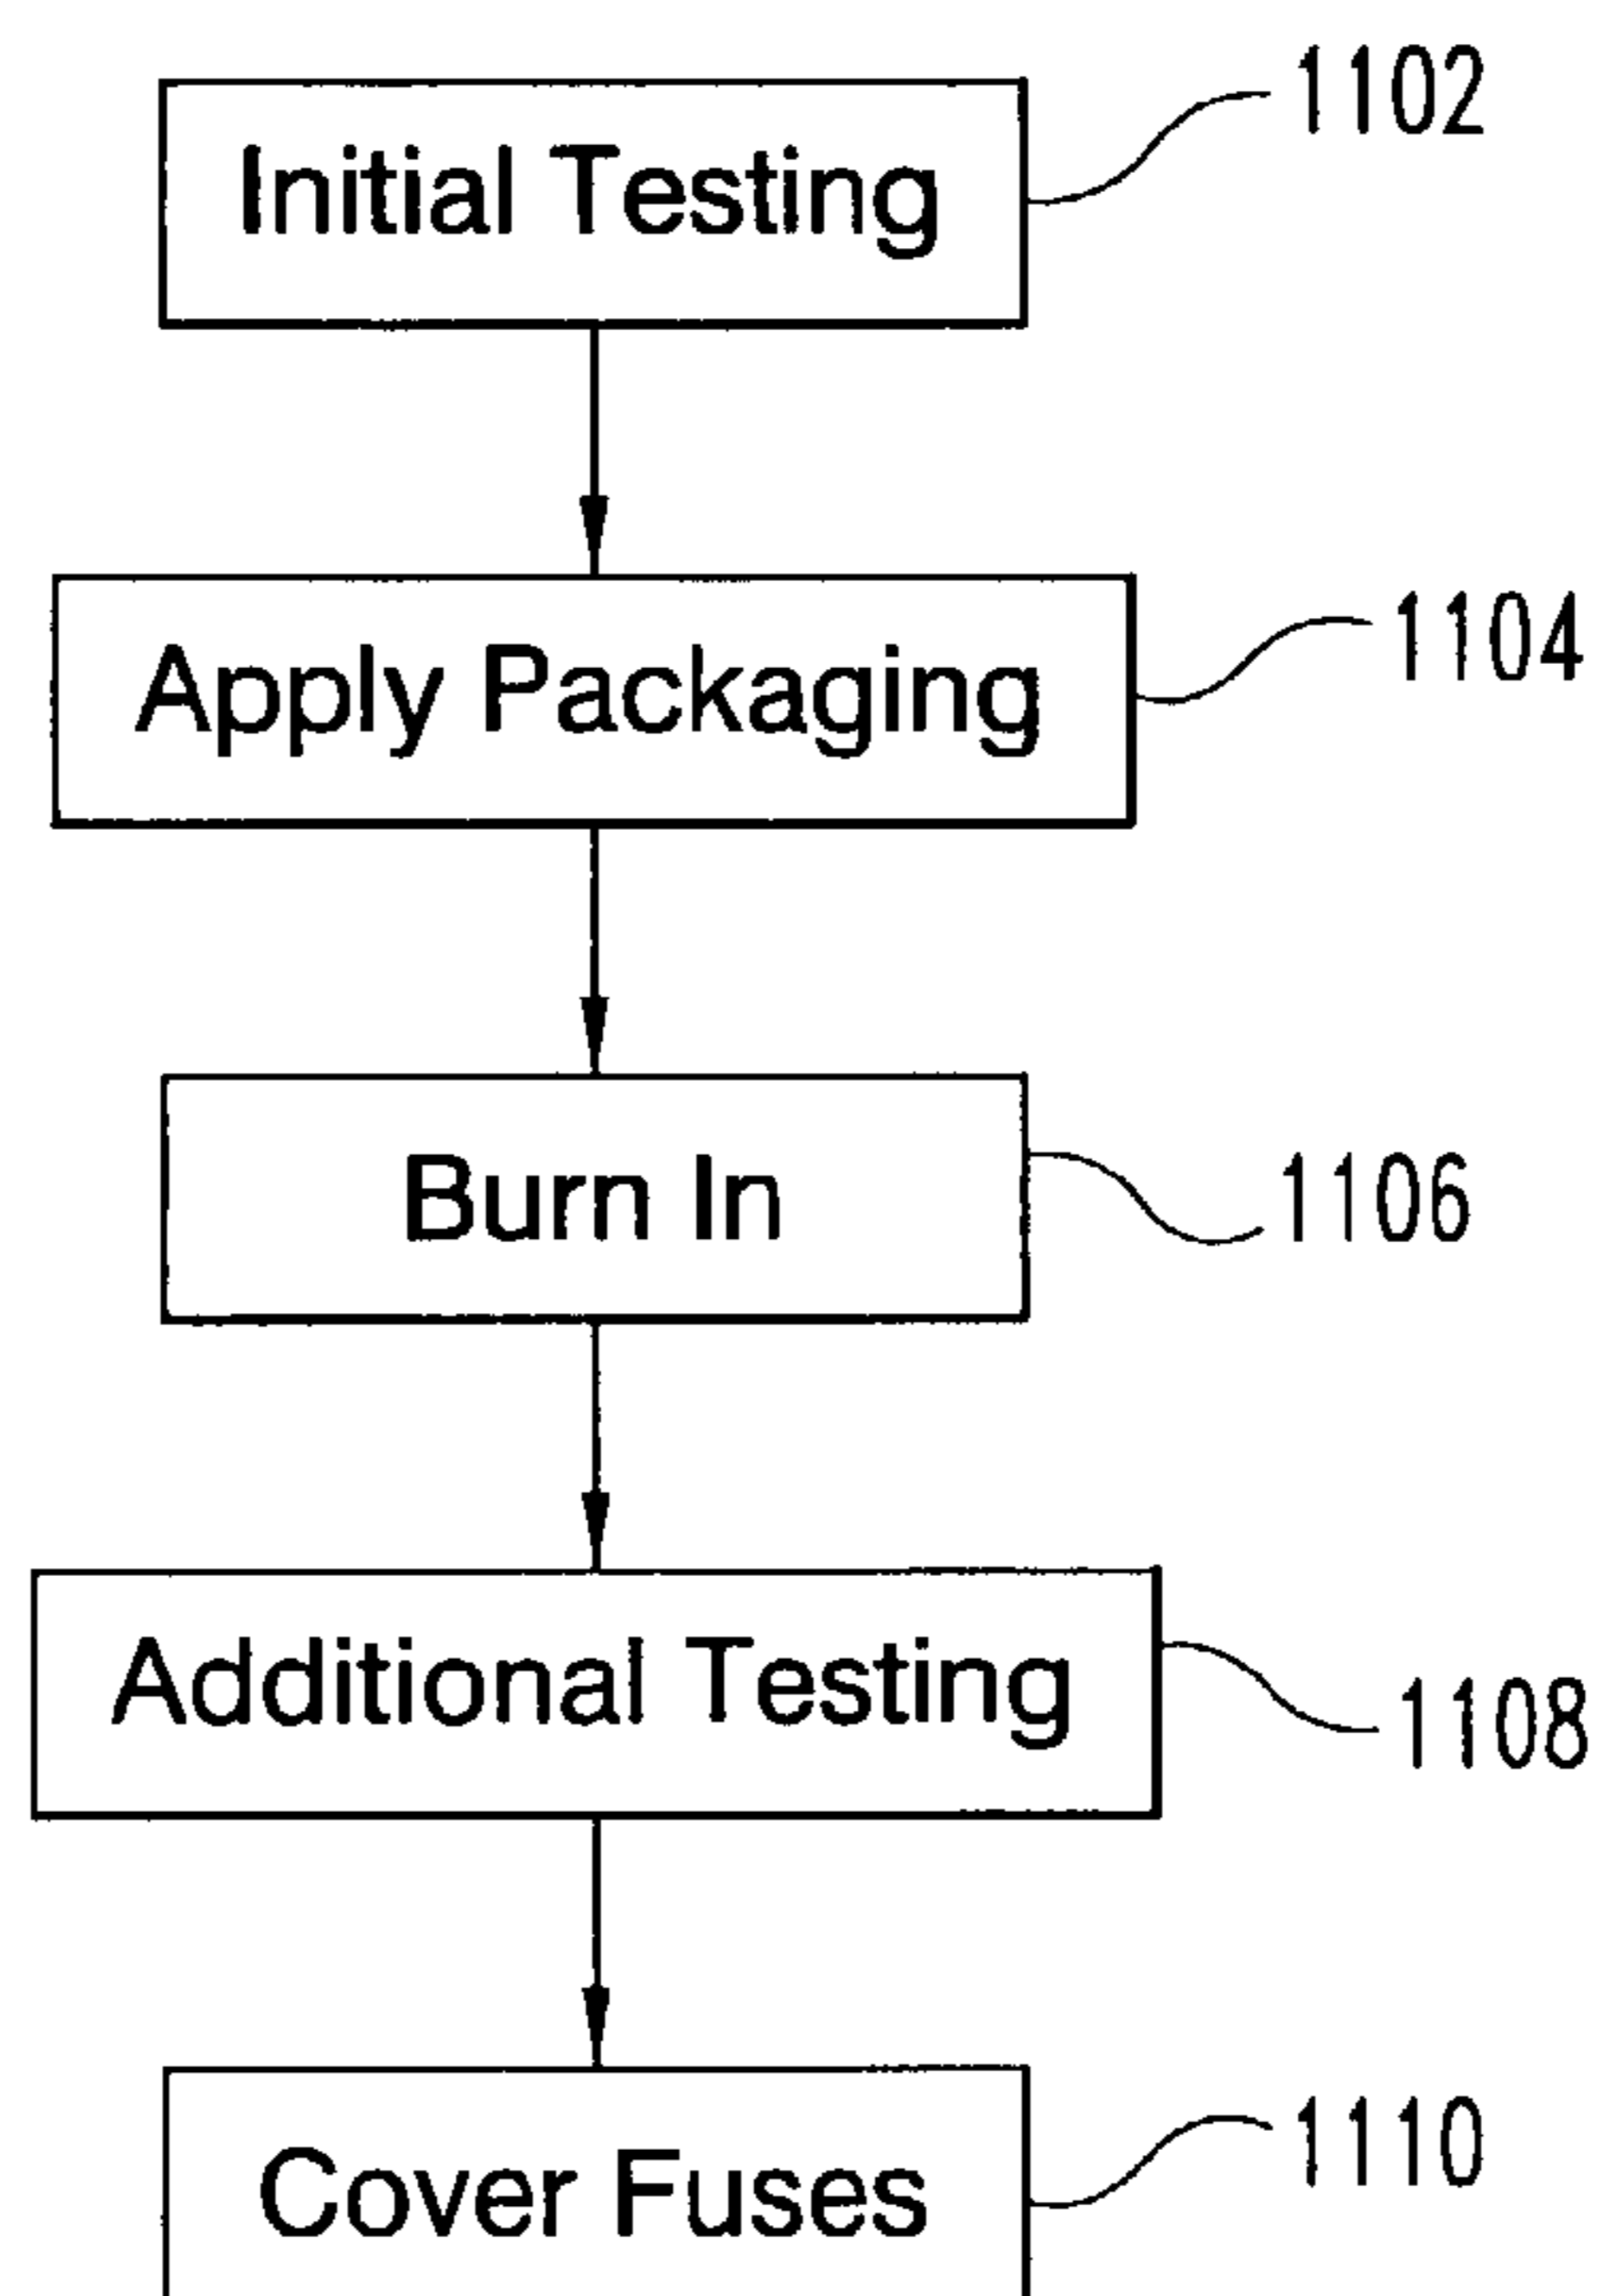 Initial Testing
1102
Apply Packaging
1104
Burn In
1106
Additional Testing
1108
Cover Fuses
1110